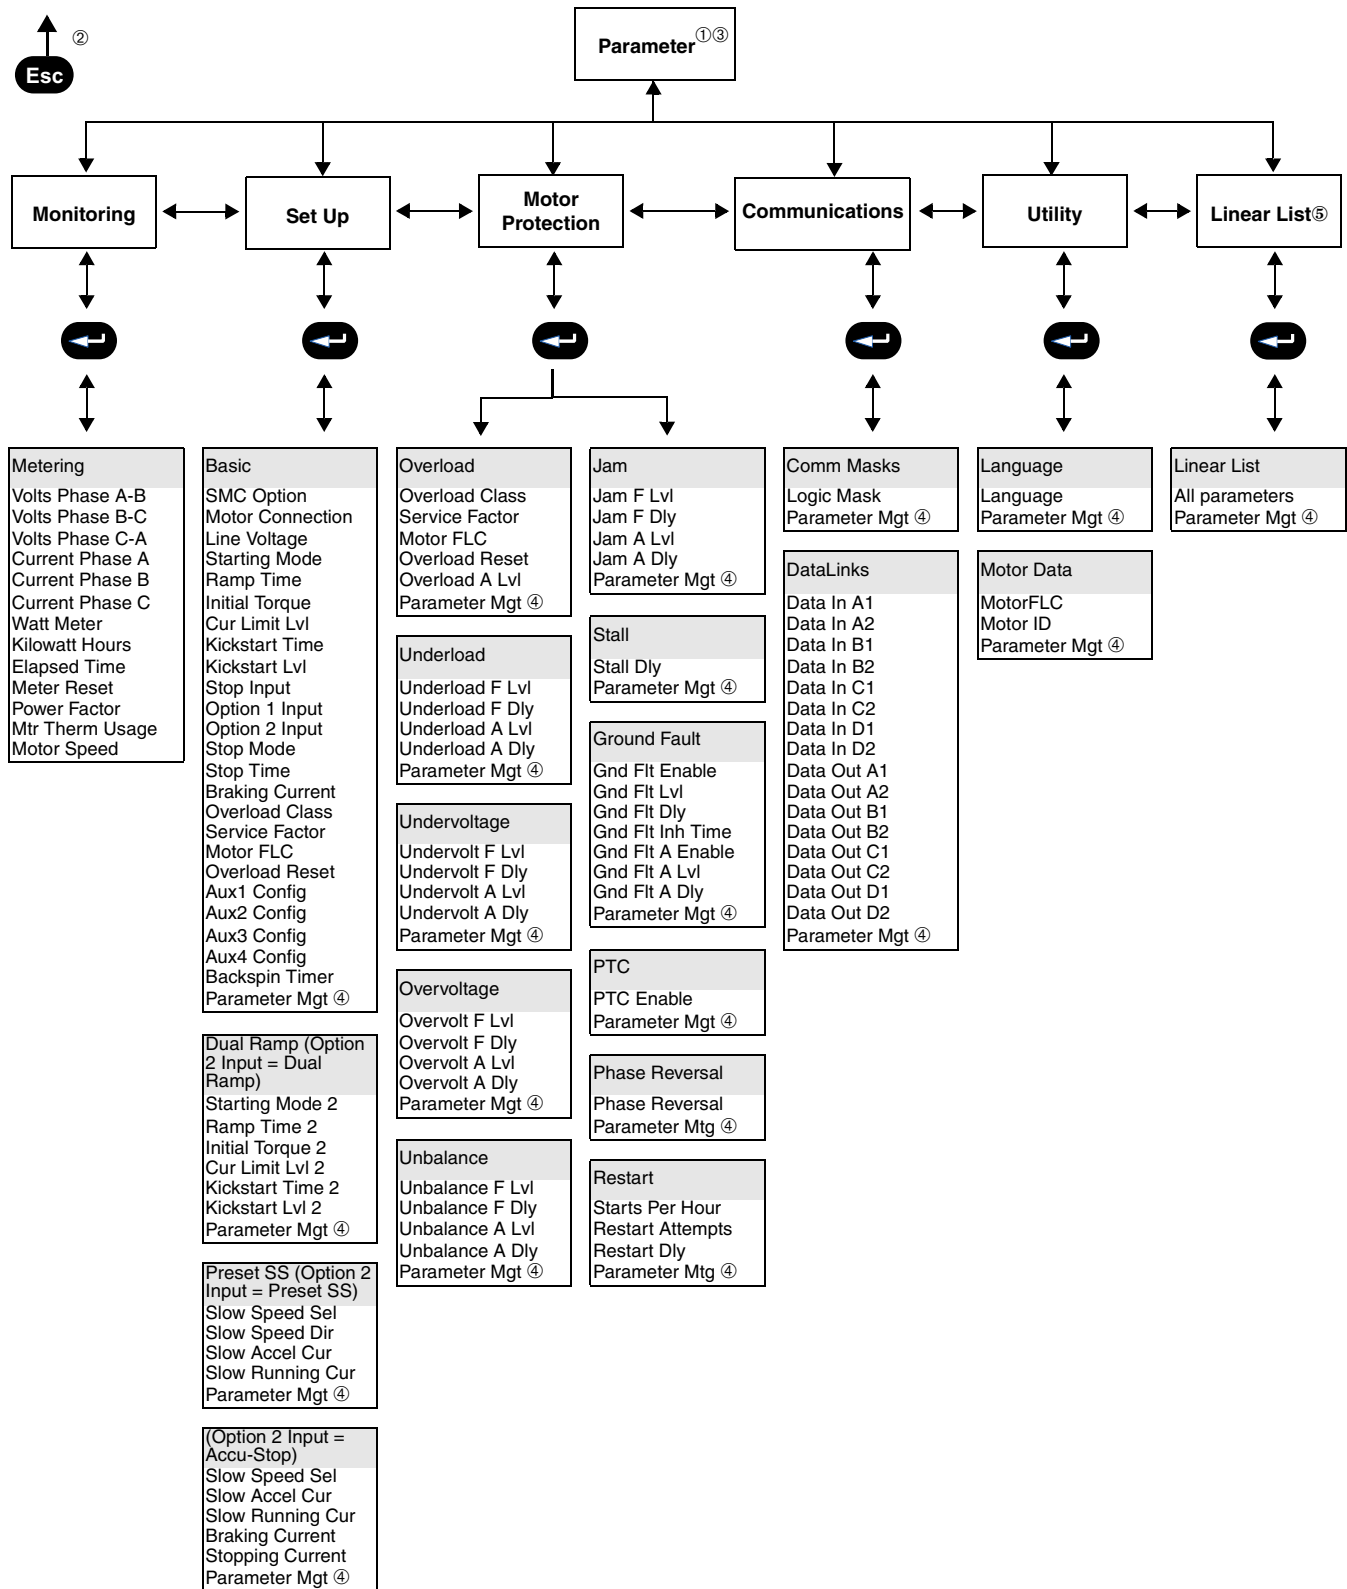 ②
Esc
Parameter①③
Monitoring
Set Up
Motor
Protection
Communications
Utility
Linear List⑤
Metering
Volts Phase A-B
Volts Phase B-C
Volts Phase C-A
Current Phase A
Current Phase B
Current Phase C
Watt Meter
Kilowatt Hours
Elapsed Time
Meter Reset
Power Factor
Mtr Therm Usage
Motor Speed
Basic
SMC Option
Motor Connection
Line Voltage
Starting Mode
Ramp Time
Initial Torque
Cur Limit Lvl
Kickstart Time
Kickstart Lvl
Stop Input
Option 1 Input
Option 2 Input
Stop Mode
Stop Time
Braking Current
Overload Class
Service Factor
Motor FLC
Overload Reset
Aux1 Config
Aux2 Config
Aux3 Config
Aux4 Config
Backspin Timer
Parameter Mgt ④
Dual Ramp (Option
2 Input = Dual
Ramp)
Starting Mode 2
Ramp Time 2
Initial Torque 2
Cur Limit Lvl 2
Kickstart Time 2
Kickstart Lvl 2
Parameter Mgt ④
Preset SS (Option 2
Input = Preset SS)
Slow Speed Sel
Slow Speed Dir
Slow Accel Cur
Slow Running Cur
Parameter Mgt ④
(Option 2 Input =
Accu-Stop)
Slow Speed Sel
Slow Accel Cur
Slow Running Cur
Braking Current
Stopping Current
Parameter Mgt ④
Overload
Overload Class
Service Factor
Motor FLC
Overload Reset
Overload A Lvl
Parameter Mgt ④
Underload
Underload F Lvl
Underload F Dly
Underload A Lvl
Underload A Dly
Parameter Mgt ④
Undervoltage
Undervolt F Lvl
Undervolt F Dly
Undervolt A Lvl
Undervolt A Dly
Parameter Mgt ④
Overvoltage
Overvolt F Lvl
Overvolt F Dly
Overvolt A Lvl
Overvolt A Dly
Parameter Mgt ④
Unbalance
Unbalance F Lvl
Unbalance F Dly
Unbalance A Lvl
Unbalance A Dly
Parameter Mgt ④
Jam
Jam F Lvl
Jam F Dly
Jam A Lvl
Jam A Dly
Parameter Mgt ④
Stall
Stall Dly
Parameter Mgt ④
Ground Fault
Gnd Flt Enable
Gnd Flt Lvl
Gnd Flt Dly
Gnd Flt Inh Time
Gnd Flt A Enable
Gnd Flt A Lvl
Gnd Flt A Dly
Parameter Mgt ④
PTC
PTC Enable
Parameter Mgt ④
Phase Reversal
Phase Reversal
Parameter Mtg ④
Restart
Starts Per Hour
Restart Attempts
Restart Dly
Parameter Mtg ④
Comm Masks
Logic Mask
Parameter Mgt ④
DataLinks
Data In A1
Data In A2
Data In B1
Data In B2
Data In C1
Data In C2
Data In D1
Data In D2
Data Out A1
Data Out A2
Data Out B1
Data Out B2
Data Out C1
Data Out C2
Data Out D1
Data Out D2
Parameter Mgt ④
Language
Language
Parameter Mgt ④
Motor Data
MotorFLC
Motor ID
Parameter Mgt ④
Linear List
All parameters
Parameter Mgt ④